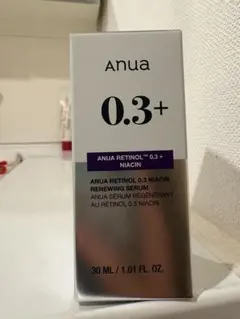 Anua
0.3+
ANUA RETINOL™ 0.3 +
NIACIN
ANUA RETINOL 0.3 NIACIN
RENEWING SERUM
ANUA SÉRUM RÉGÉNÉRANT
AU RÉTINOL 0.3 NIACIN
30 ML / 1.01 FL. OZ.